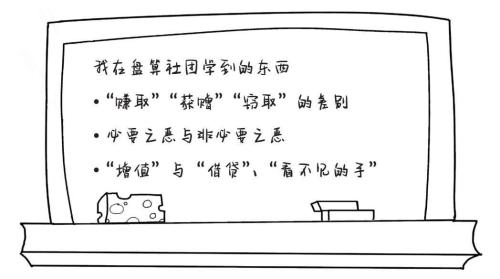 我在盘算社团学到的东西
•“赚取”“获赠”“窃取”的差别
•必要之恶与非必要之恶
•“增值”与“借贷”、“看不见的手”